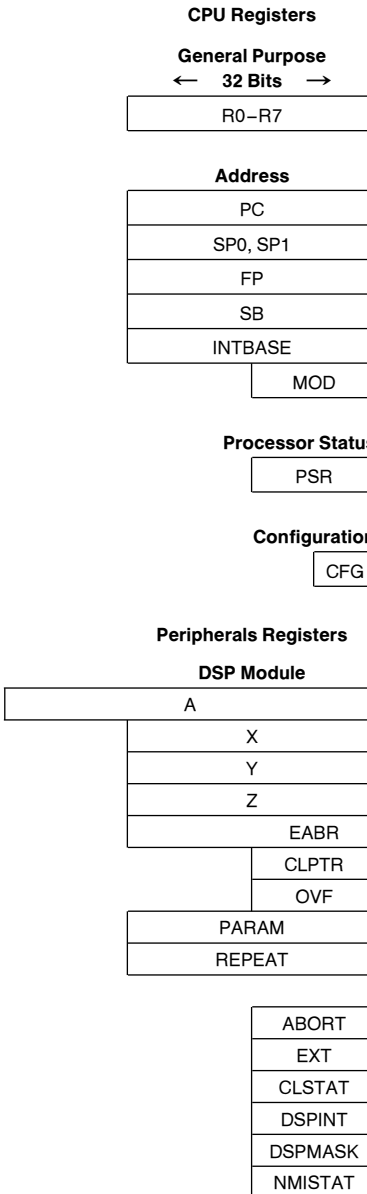 CPU Registers
General Purpose
← 32 Bits →
R0–R7
Address
PC
SP0, SP1
FP
SB
INTBASE
MOD
Processor Status
PSR
Configuration
CFG
Peripherals Registers
DSP Module
A
X
Y
Z
EABR
CLPTR
OVF
PARAM
REPEAT
ABORT
EXT
CLSTAT
DSPINT
DSPMASK
NMISTAT